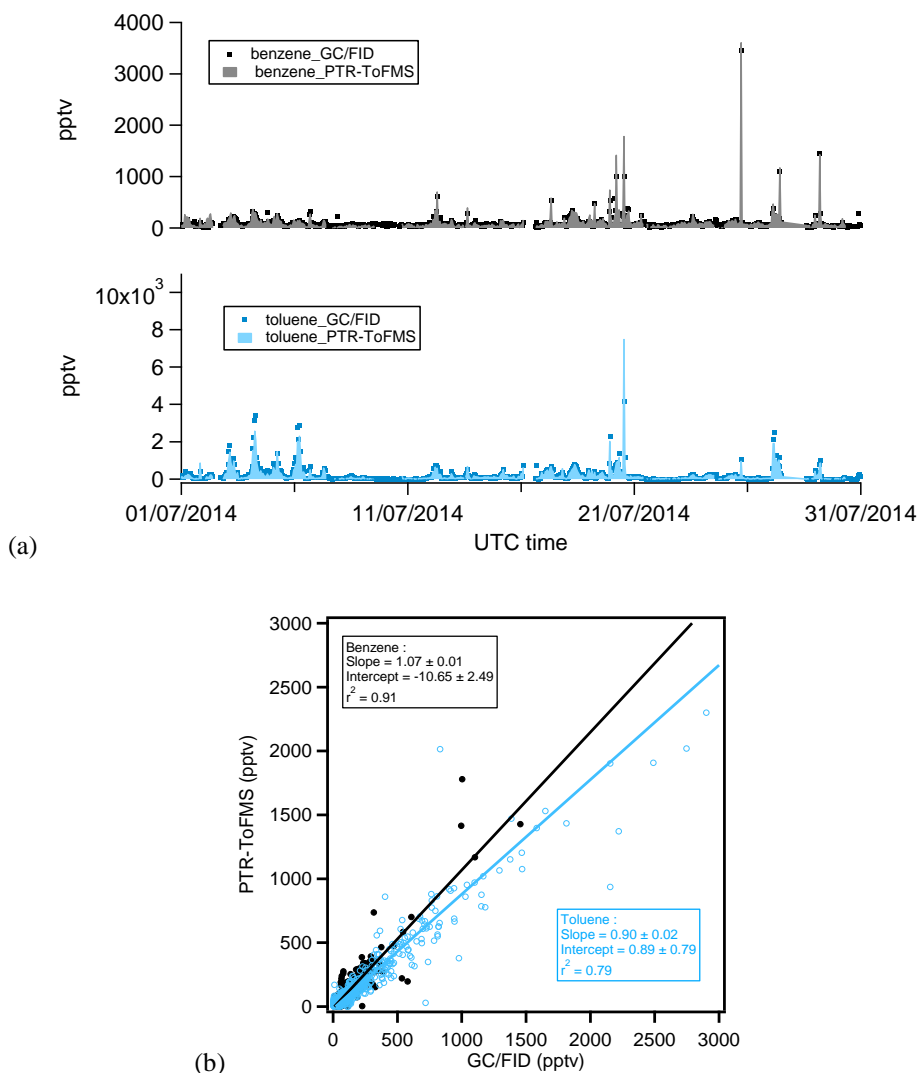 4000
3000
2000
1000
0
pptv
benzene_GC/FID
benzene_PTR-ToFMS
10x10³
8
6
4
2
0
pptv
toluene_GC/FID
toluene_PTR-ToFMS
01/07/2014 11/07/2014 21/07/2014 31/07/2014
UTC time
(a)
3000
2500
2000
1500
1000
500
0
PTR-ToFMS (pptv)
Benzene :
Slope = 1.07 ± 0.01
Intercept = -10.65 ± 2.49
r² = 0.91
Toluene :
Slope = 0.90 ± 0.02
Intercept = 0.89 ± 0.79
r² = 0.79
0 500 1000 1500 2000 2500 3000
GC/FID (pptv)
(b)